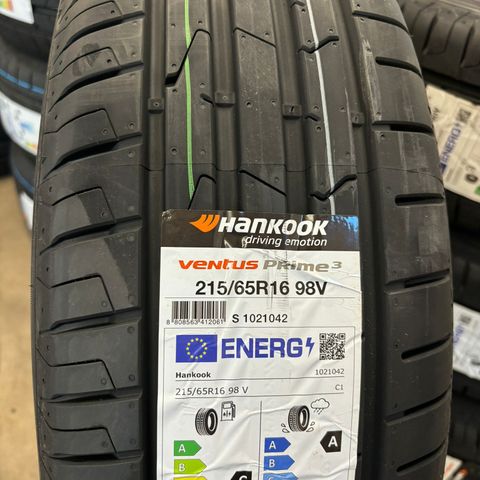 HANKOOK
driving emotion
ventus PRime³
215/65R16 98V
8 808563 412061
S 1021042
ENERG
Hankook 1021042
215/65R16 98 V C1
A A
B B A